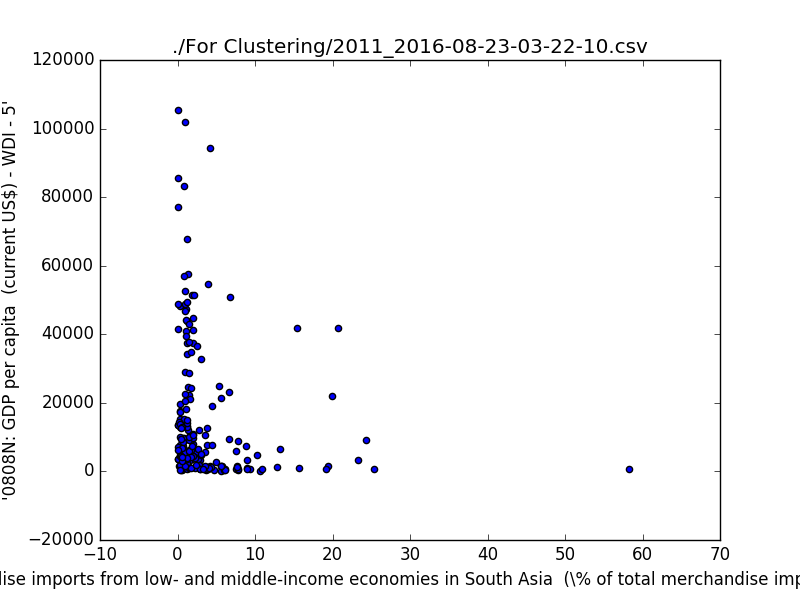 ./For Clustering/2011_2016-08-23-03-22-10.csv
120000
100000
80000
60000
40000
20000
0
−20000
'0808N: GDP per capita  (current US$) - WDI - 5'
−10 0 10 20 30 40 50 60 70
imports from low- and middle-income economies in South Asia  (\% of total merchandise